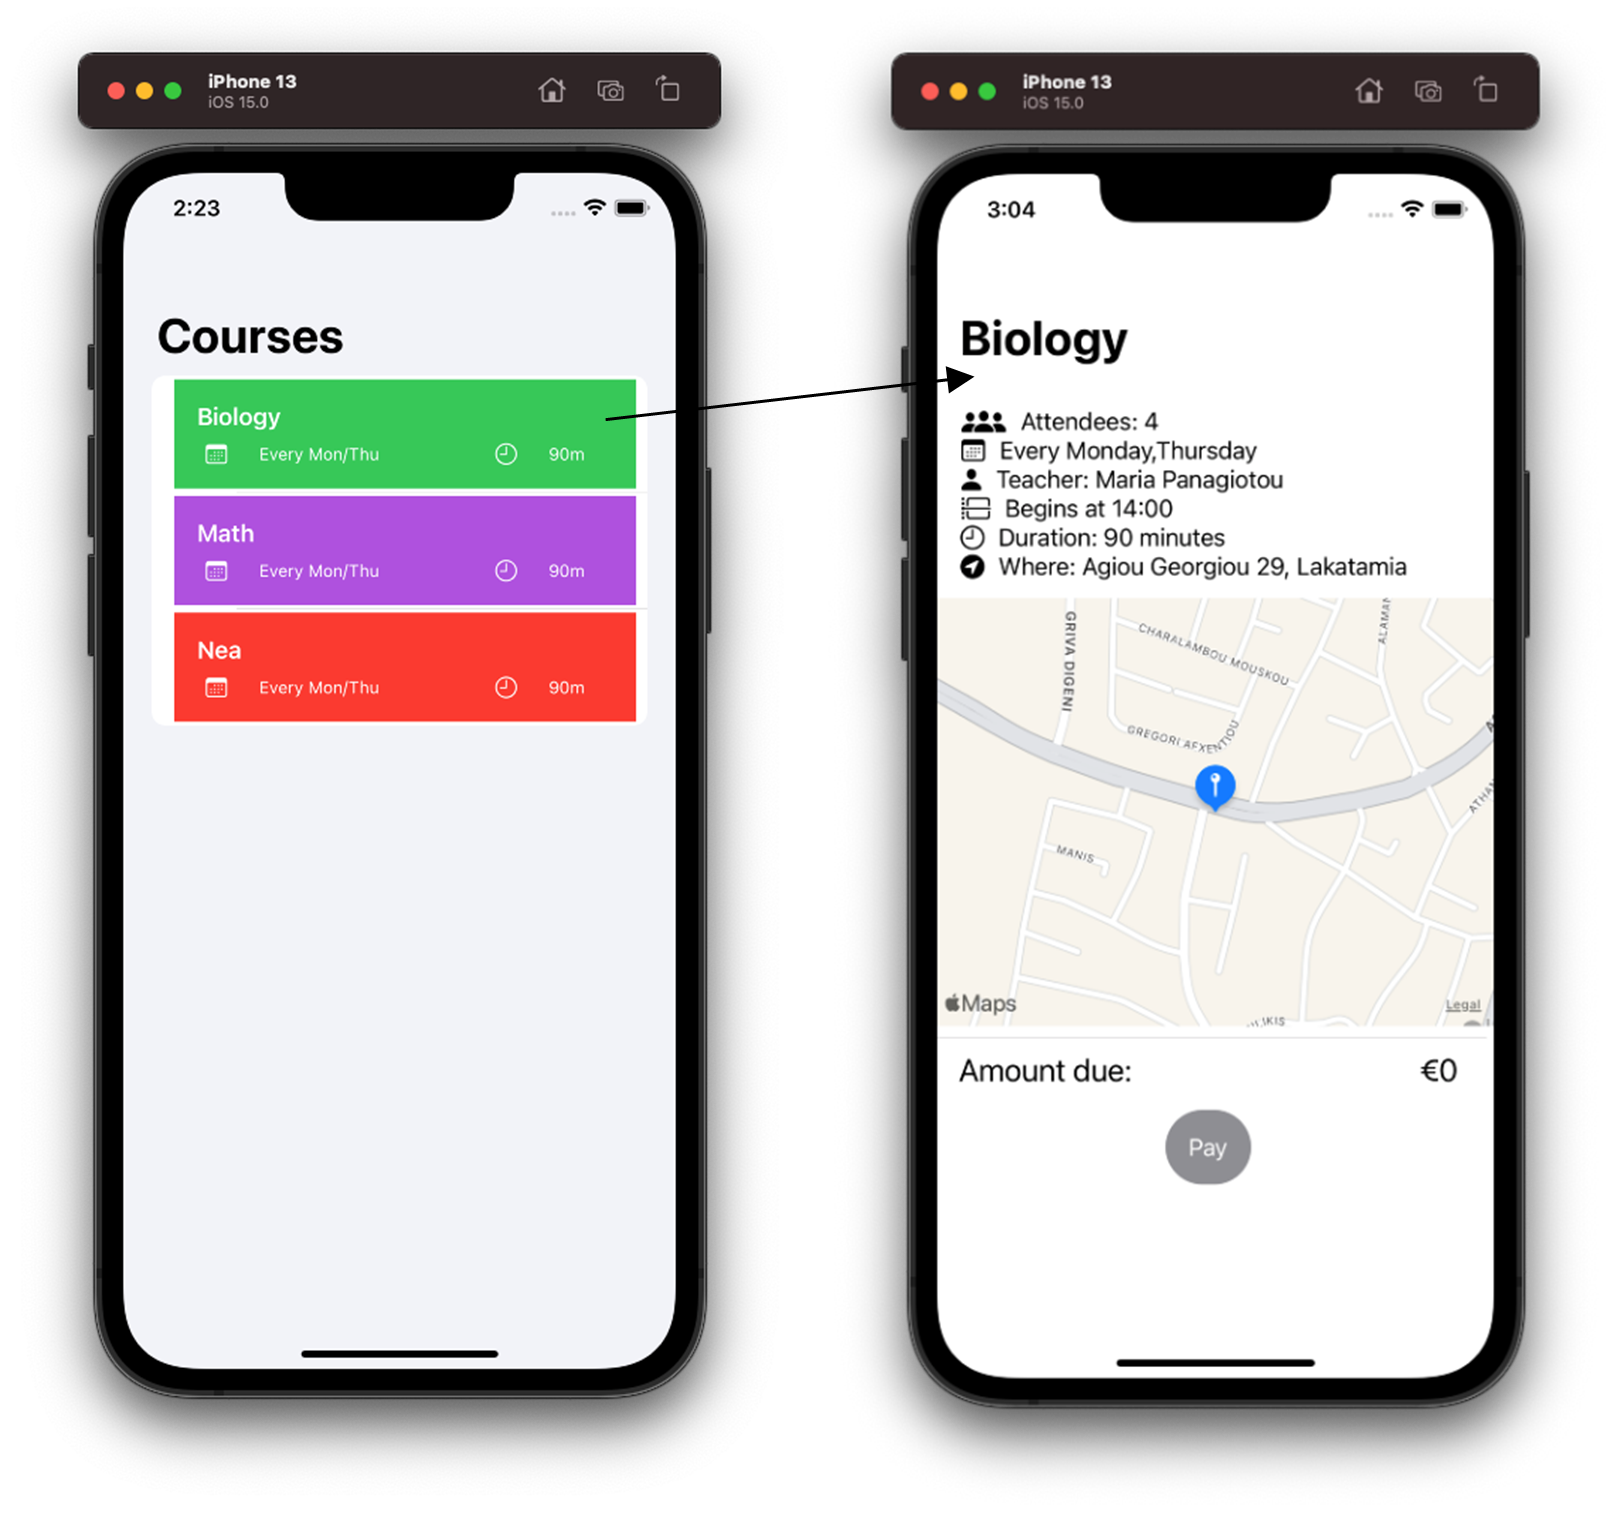 iPhone 13
iOS 15.0
2:23
Courses
Biology
Every Mon/Thu 90m
Math
Every Mon/Thu 90m
Nea
Every Mon/Thu 90m
iPhone 13
iOS 15.0
3:04
Biology
Attendees: 4
Every Monday,Thursday
Teacher: Maria Panagiotou
Begins at 14:00
Duration: 90 minutes
Where: Agiou Georgiou 29, Lakatamia
GRIVA DIGENI
CHARALAMBOU MOUSKOU
GREGORI AFXENTIOU
MANIS
Maps
Legal
Amount due: €0
Pay